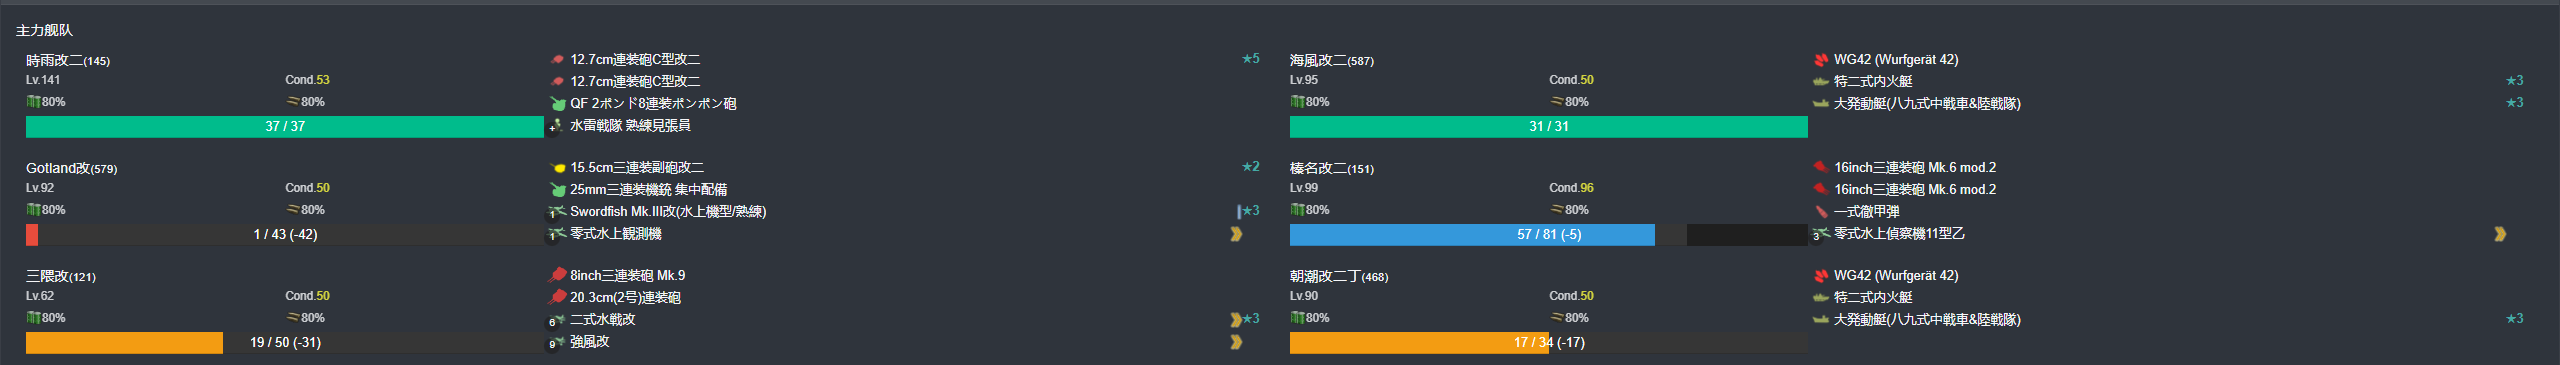 主力舰队
時雨改二(145)
Lv.141 Cond.53
80% 80%
37 / 37
12.7cm連装砲C型改二 ★5
12.7cm連装砲C型改二
QF 2ポンド8連装ポンポン砲
+ 水雷戦隊 熟練見張員
海風改二(587)
Lv.95 Cond.50
80% 80%
31 / 31
WG42 (Wurfgerät 42)
特二式内火艇 ★3
大発動艇(八九式中戦車&陸戦隊) ★3
Gotland改(579)
Lv.92 Cond.50
80% 80%
1 / 43 (-42)
15.5cm三連装副砲改二 ★2
25mm三連装機銃 集中配備
1 Swordfish Mk.III改(水上機型/熟練) ★3
1 零式水上観測機
榛名改二(151)
Lv.99 Cond.96
80% 80%
57 / 81 (-5)
16inch三連装砲 Mk.6 mod.2
16inch三連装砲 Mk.6 mod.2
一式徹甲弾
3 零式水上偵察機11型乙
三隈改(121)
Lv.62 Cond.50
80% 80%
19 / 50 (-31)
8inch三連装砲 Mk.9
20.3cm(2号)連装砲
6 二式水戦改 ★3
9 強風改
朝潮改二丁(468)
Lv.90 Cond.50
80% 80%
17 / 34 (-17)
WG42 (Wurfgerät 42)
特二式内火艇
大発動艇(八九式中戦車&陸戦隊) ★3